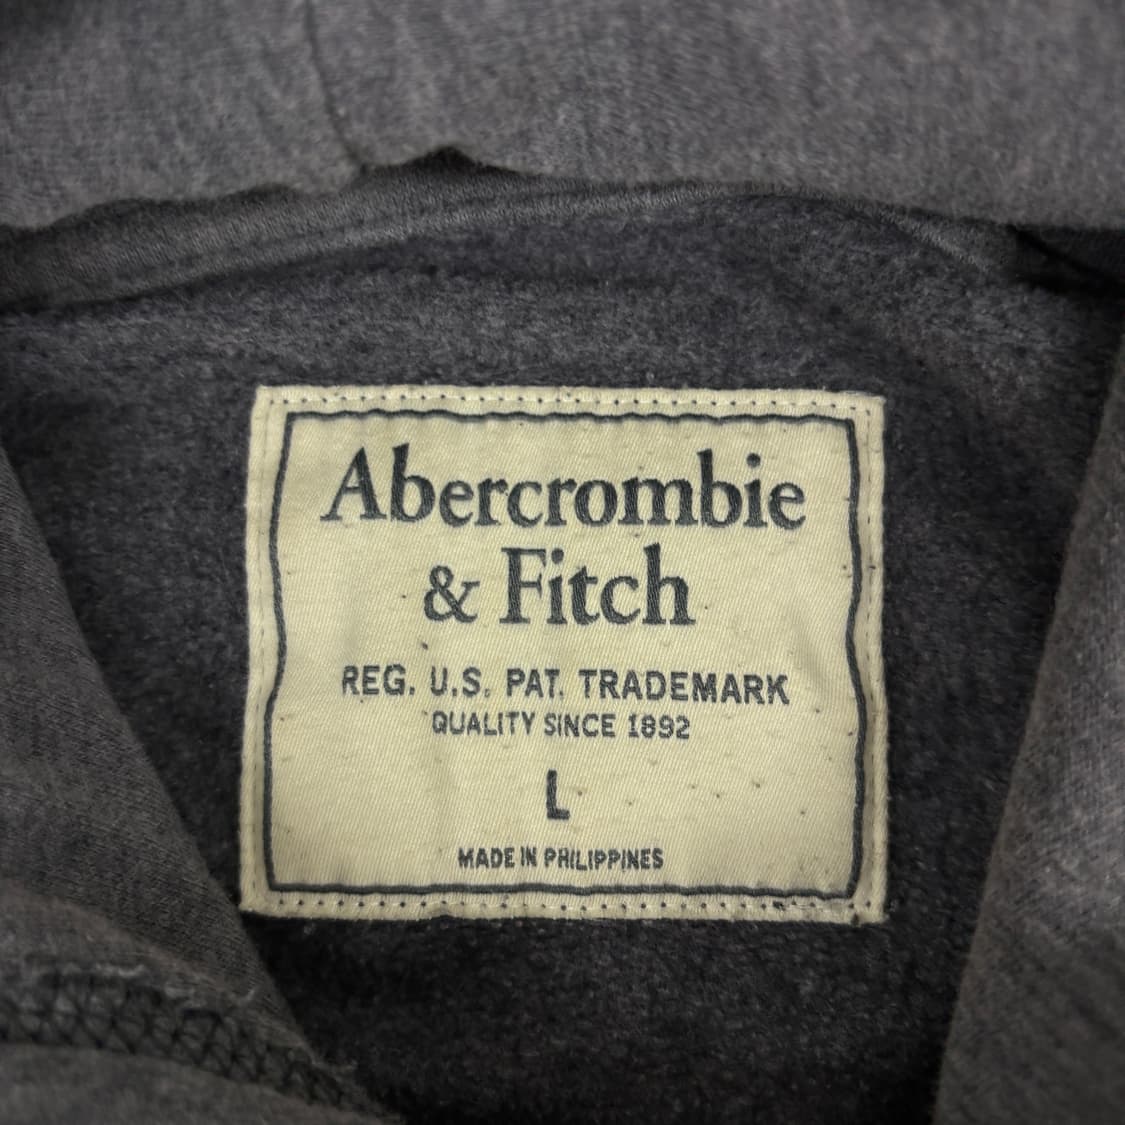 Abercrombie
& Fitch
REG. U.S. PAT. TRADEMARK
QUALITY SINCE 1892
L
MADE IN PHILIPPINES